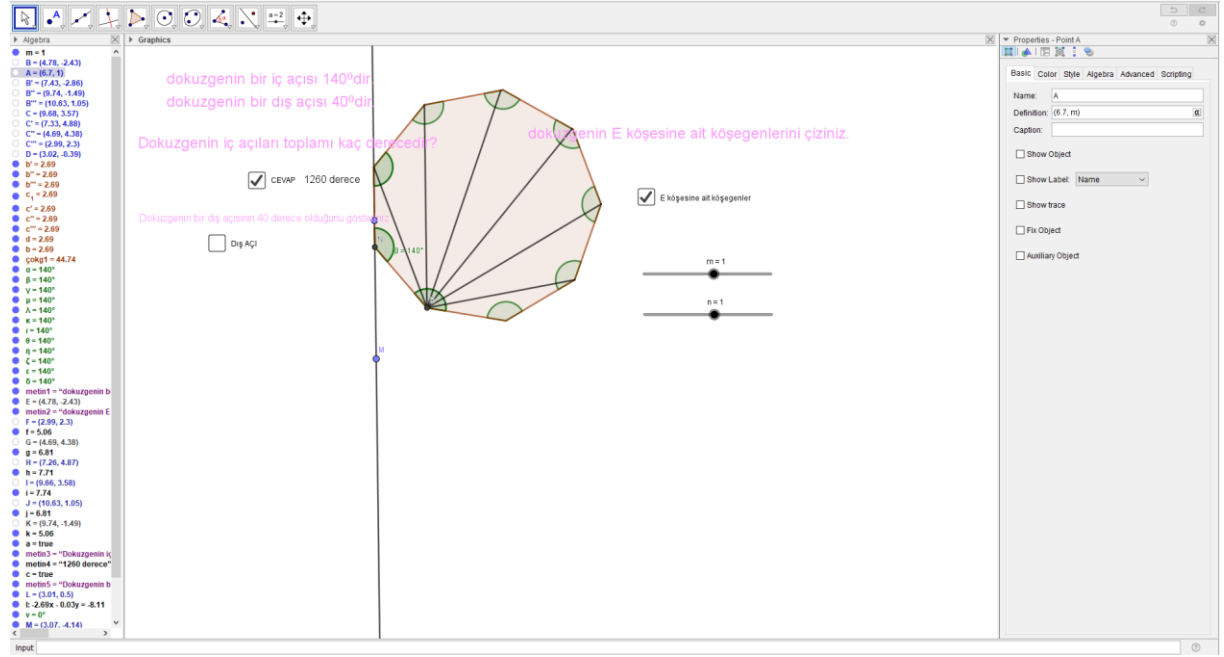 a=2
Algebra
Graphics
Properties - Point A
m = 1
B = (4.78, -2.43)
A = (6.7, 1)
B' = (7.43, -2.86)
B'' = (9.74, -1.49)
B''' = (10.63, 1.05)
C = (9.68, 3.57)
C' = (7.33, 4.88)
C'' = (4.69, 4.38)
C''' = (2.99, 2.3)
D = (3.02, -0.39)
b' = 2.69
b'' = 2.69
b''' = 2.69
c₁ = 2.69
c' = 2.69
c'' = 2.69
c''' = 2.69
d = 2.69
b = 2.69
çokg1 = 44.74
α = 140°
β = 140°
γ = 140°
μ = 140°
λ = 140°
κ = 140°
ι = 140°
θ = 140°
η = 140°
ζ = 140°
ε = 140°
δ = 140°
metin1 = "dokuzgenin b
E = (4.78, -2.43)
metin2 = "dokuzgenin E
F = (2.99, 2.3)
f = 5.06
G = (4.69, 4.38)
g = 6.81
H = (7.26, 4.87)
h = 7.71
I = (9.66, 3.58)
i = 7.74
J = (10.63, 1.05)
j = 6.81
K = (9.74, -1.49)
k = 5.06
a = true
metin3 = "Dokuzgenin iç
metin4 = "1260 derece"
c = true
metin5 = "Dokuzgenin b
L = (3.01, 0.5)
l: -2.69x - 0.03y = -8.11
ν = 0°
M = (3.07, -4.14)
dokuzgenin bir iç açısı 140⁰dir
dokuzgenin bir dış açısı 40⁰dir
Dokuzgenin iç açıları toplamı kaç derecedir?
CEVAP 1260 derece
Dokuzgenin bir dış açısının 40 derece olduğunu gösteriniz.
Dış AÇI
N
β = 140°
M
dokuzgenin E köşesine ait köşegenlerini çiziniz.
E köşesine ait köşegenler
m = 1
n = 1
Basic Color Style Algebra Advanced Scripting
Name: A
Definition: (6.7, m) α
Caption:
Show Object
Show Label: Name
Show trace
Fix Object
Auxiliary Object
Input: